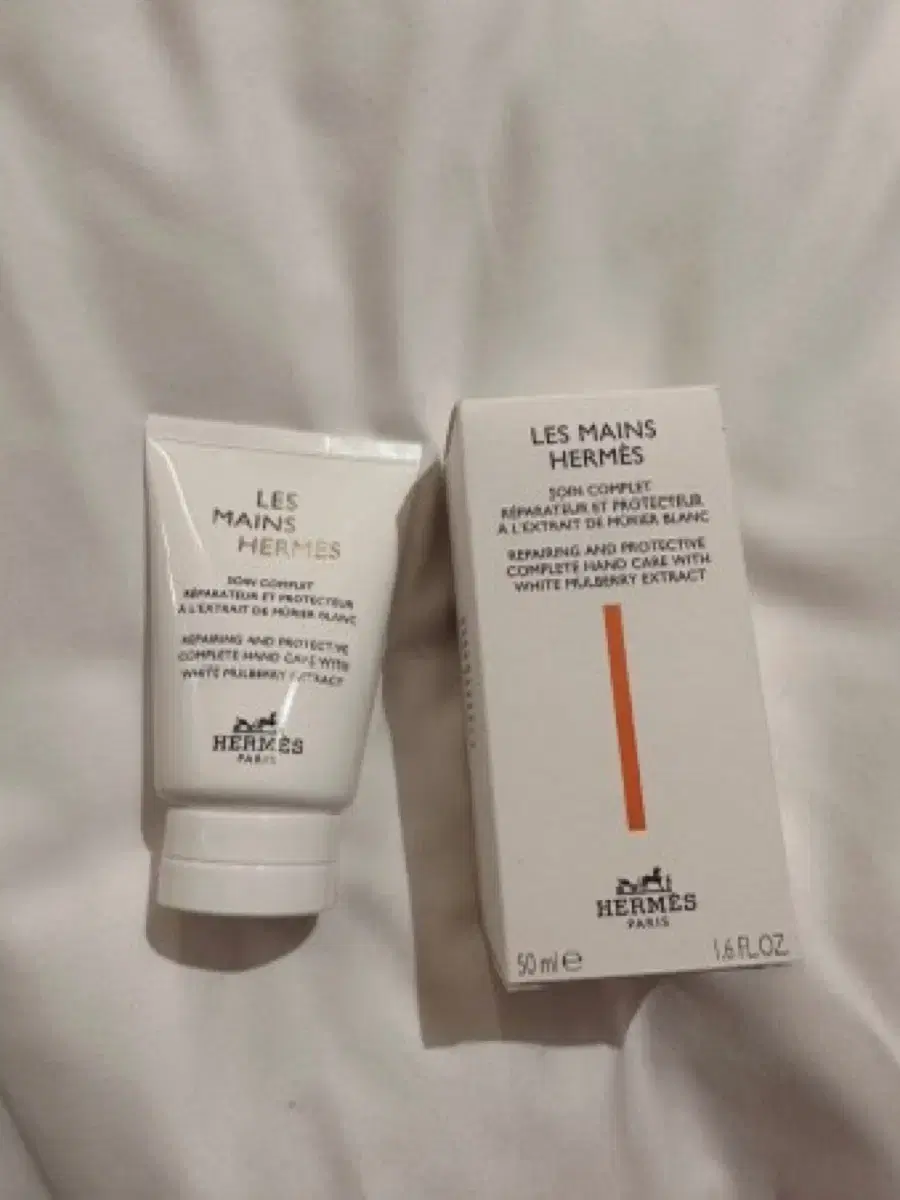 LES
MAINS
HERMÈS
SOIN COMPLET
RÉPARATEUR ET PROTECTEUR
À L'EXTRAIT DE MÛRIER BLANC
REPAIRING AND PROTECTIVE
COMPLETE HAND CARE WITH
WHITE MULBERRY EXTRACT
HERMÈS
PARIS
LES MAINS
HERMÈS
SOIN COMPLET
RÉPARATEUR ET PROTECTEUR
À L'EXTRAIT DE MÛRIER BLANC
REPAIRING AND PROTECTIVE
COMPLETE HAND CARE WITH
WHITE MULBERRY EXTRACT
HERMÈS
PARIS
50 ml ℮ 1.6 FL.OZ